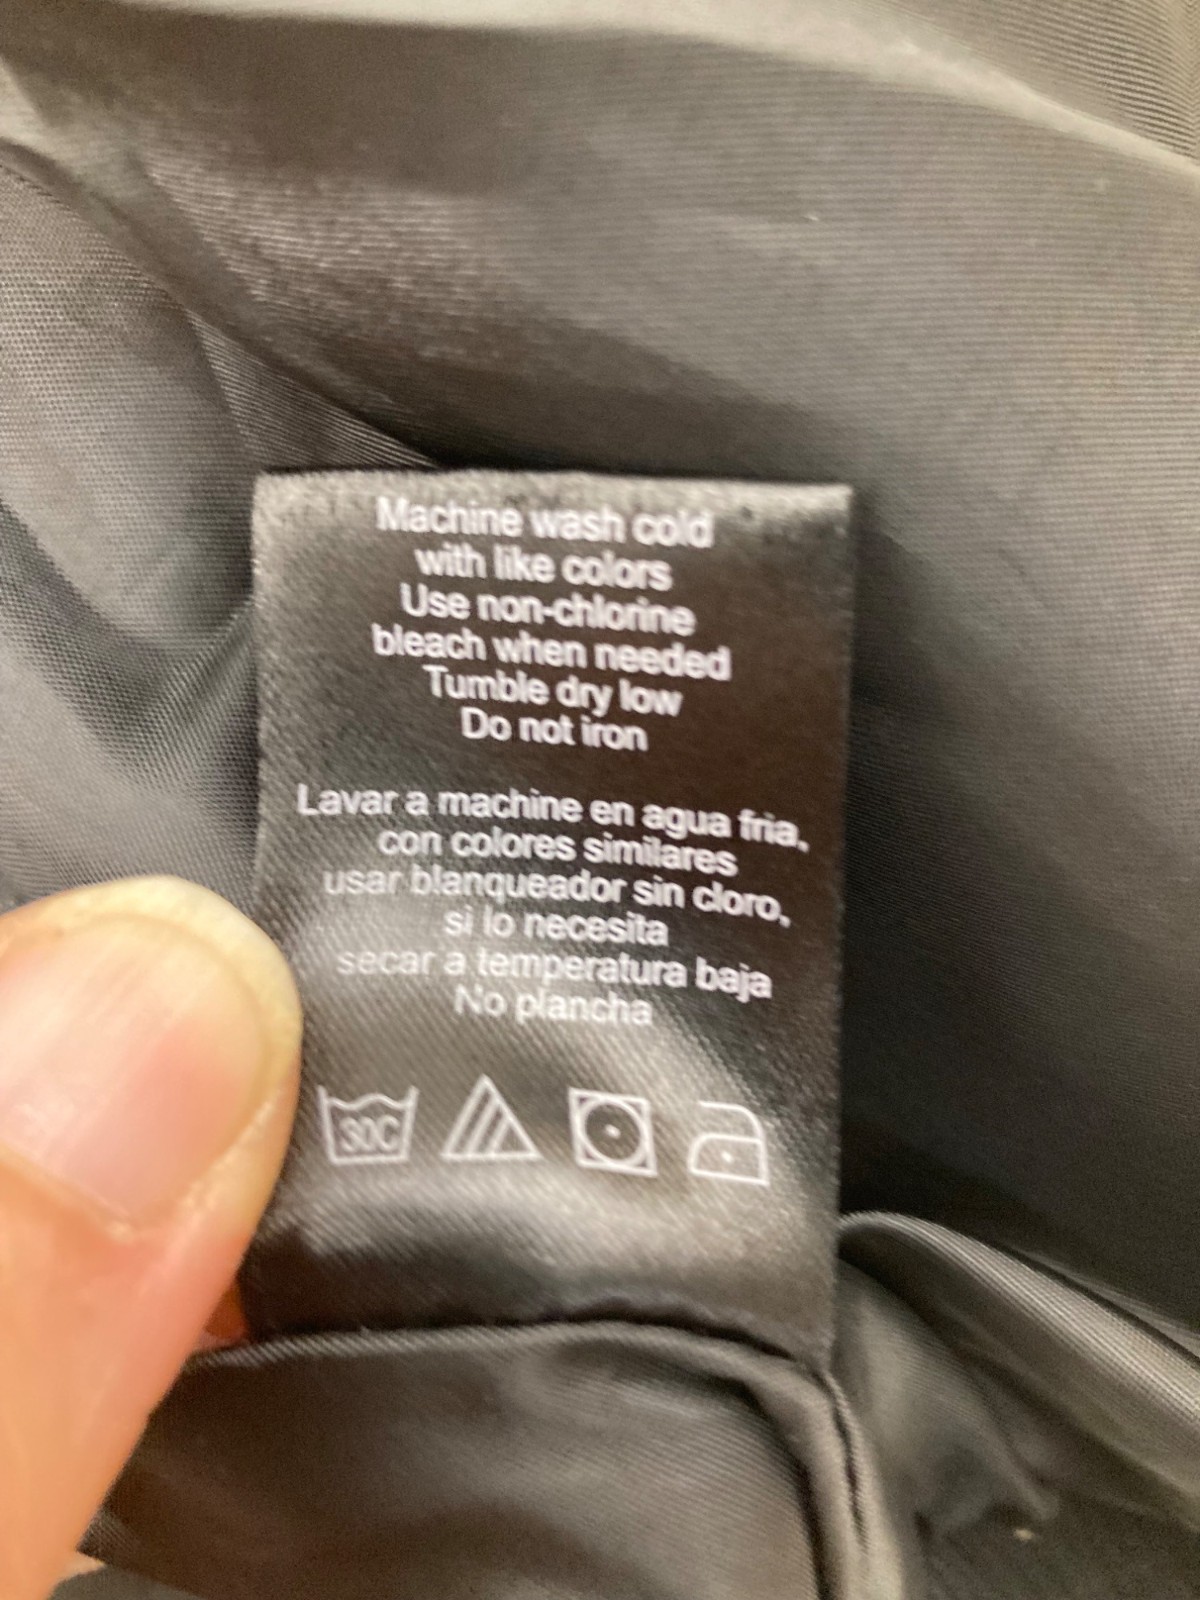 Machine wash cold
with like colors
Use non-chlorine
bleach when needed
Tumble dry low
Do not iron
Lavar a machine en agua fria,
con colores similares
usar blanqueador sin cloro,
si lo necesita
secar a temperatura baja
No plancha
30C